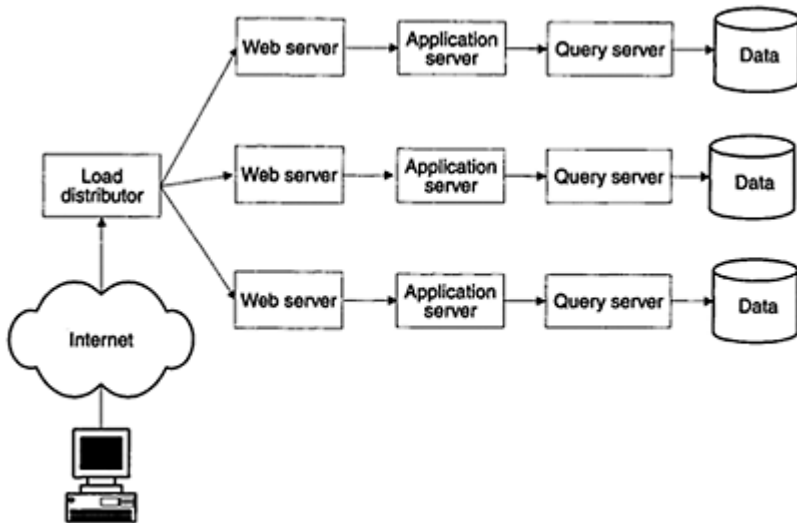 Web server
Application
server
Query server
Data
Load
distributor
Web server
Application
server
Query server
Data
Web server
Application
server
Query server
Data
Internet